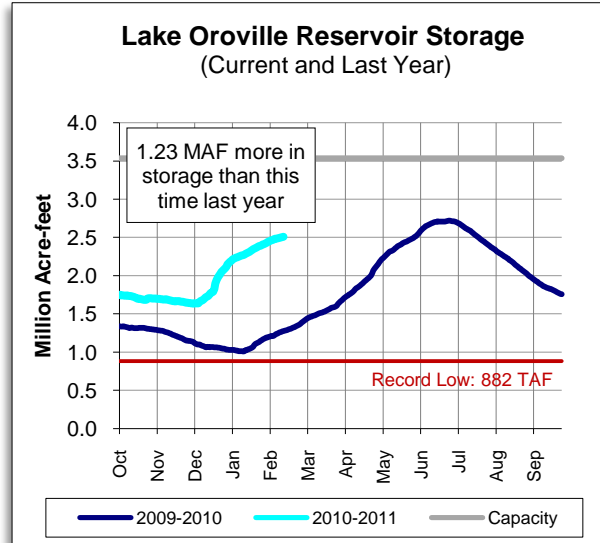 Lake Oroville Reservoir Storage
(Current and Last Year)
Million Acre-feet
4.0
3.5
3.0
2.5
2.0
1.5
1.0
0.5
0.0
1.23 MAF more in
storage than this
time last year
Record Low: 882 TAF
Oct
Nov
Dec
Jan
Feb
Mar
Apr
May
Jun
Jul
Aug
Sep
2009-2010 2010-2011 Capacity